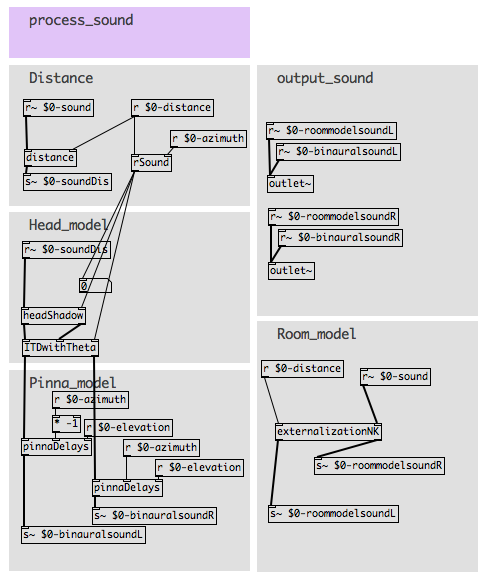 process_sound
Distance
r~ $0-sound
r $0-distance
r $0-azimuth
distance
rSound
s~ $0-soundDis
Head_model
r~ $0-soundDis
0
headShadow
ITDwithTheta
Pinna_model
r $0-azimuth
* -1
r $0-elevation
pinnaDelays
r $0-azimuth
r $0-elevation
pinnaDelays
s~ $0-binauralsoundR
s~ $0-binauralsoundL
output_sound
r~ $0-roommodelsoundL
r~ $0-binauralsoundL
outlet~
r~ $0-roommodelsoundR
r~ $0-binauralsoundR
outlet~
Room_model
r $0-distance
r~ $0-sound
externalizationNK
s~ $0-roommodelsoundR
s~ $0-roommodelsoundL